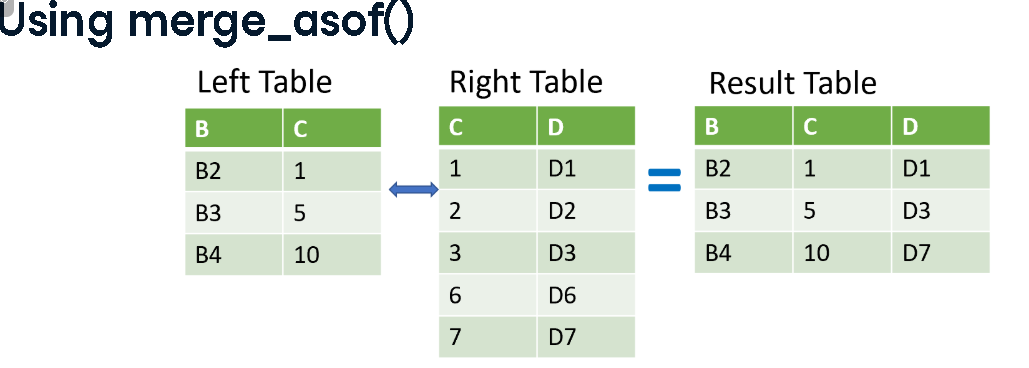 Using merge_asof()
Left Table
B C
B2 1
B3 5
B4 10
Right Table
C D
1 D1
2 D2
3 D3
6 D6
7 D7
=
Result Table
B C D
B2 1 D1
B3 5 D3
B4 10 D7